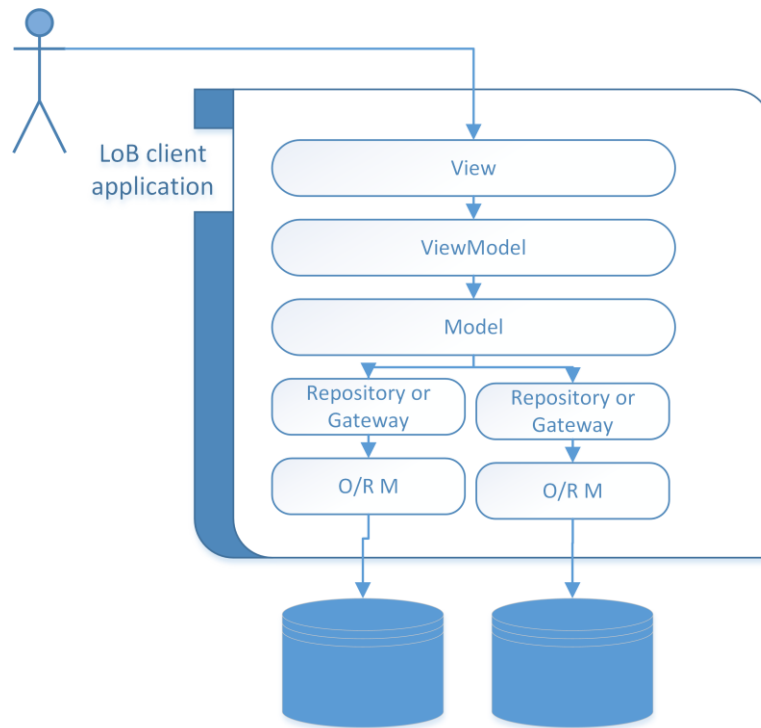 LoB client
application
View
ViewModel
Model
Repository or
Gateway
Repository or
Gateway
O/R M
O/R M